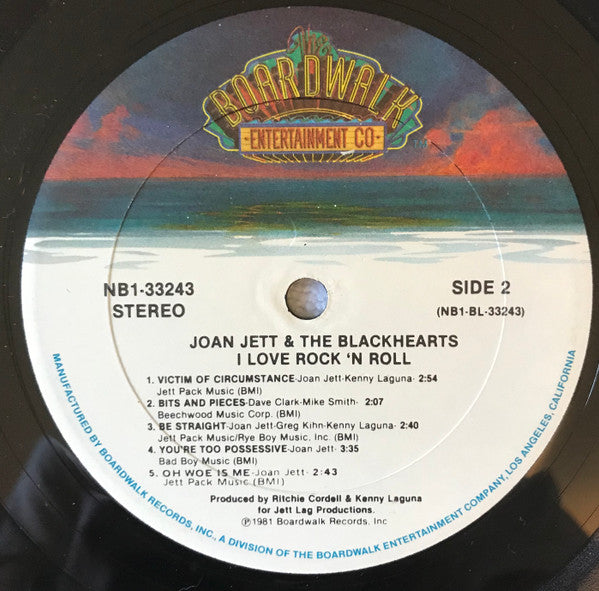 The
BOARDWALK
ENTERTAINMENT CO
NB1-33243
STEREO
SIDE 2
(NB1-BL-33243)
JOAN JETT & THE BLACKHEARTS
I LOVE ROCK 'N ROLL
1. VICTIM OF CIRCUMSTANCE-Joan Jett-Kenny Laguna-2:54
Jett Pack Music (BMI)
2. BITS AND PIECES-Dave Clark-Mike Smith- 2:07
Beechwood Music Corp. (BMI)
3. BE STRAIGHT-Joan Jett-Greg Kihn-Kenny Laguna-2:40
Jett Pack Music/Rye Boy Music, Inc. (BMI)
4. YOU'RE TOO POSSESSIVE-Joan Jett-3:35
Bad Boy Music (BMI)
5. OH WOE IS ME-Joan Jett- 2:43
Jett Pack Music (BMI)
Produced by Ritchie Cordell & Kenny Laguna
for Jett Lag Productions.
℗1981 Boardwalk Records, Inc
MANUFACTURED BY BOARDWALK RECORDS, INC., A DIVISION OF THE BOARDWALK ENTERTAINMENT COMPANY, LOS ANGELES, CALIFORNIA